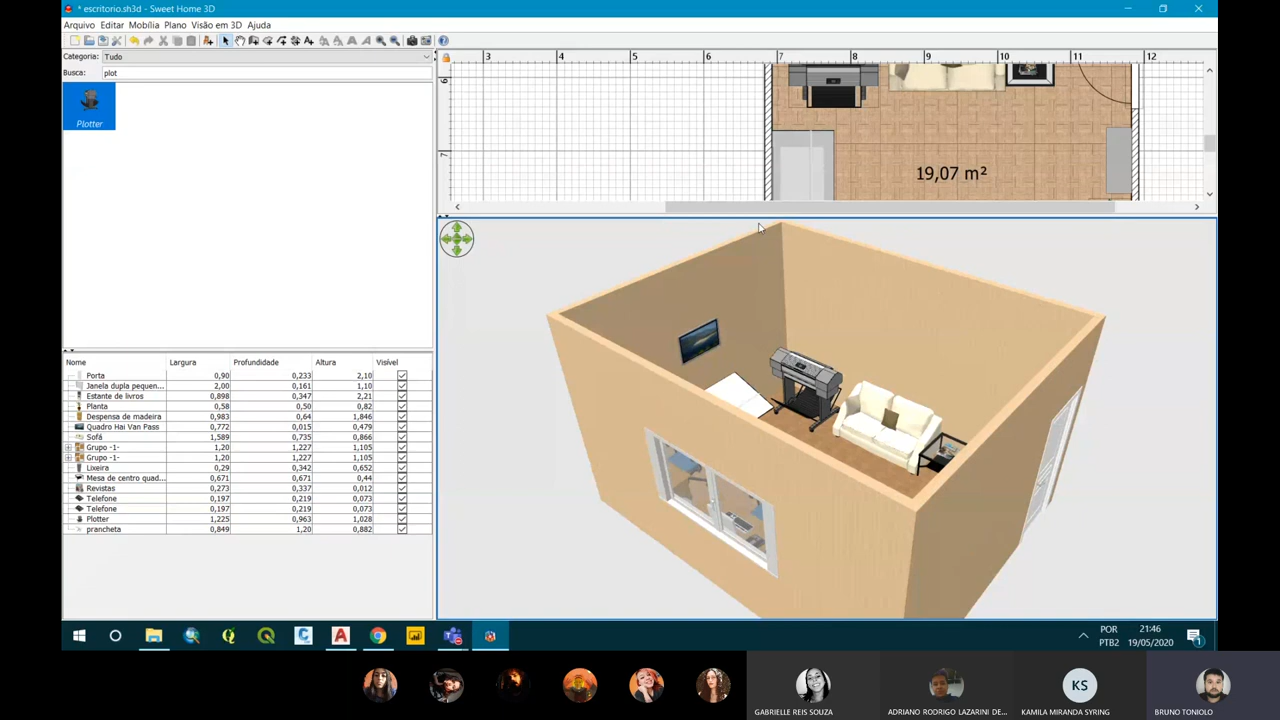 * escritorio.sh3d - Sweet Home 3D
Arquivo Editar Mobília Plano Visão em 3D Ajuda
Categoria: Tudo
Busca: plot
Plotter
3 4 5 6 7 8 9 10 11 12
6
7
19,07 m²
Nome Largura Profundidade Altura Visível
Porta 0,90 0,233 2,10
Janela dupla pequen... 2,00 0,161 1,10
Estante de livros 0,898 0,347 2,21
Planta 0,58 0,50 0,82
Despensa de madeira 0,983 0,64 1,846
Quadro Hai Van Pass 0,772 0,015 0,479
Sofá 1,589 0,735 0,866
Grupo -1- 1,20 1,227 1,105
Grupo -1- 1,20 1,227 1,105
Lixeira 0,29 0,342 0,652
Mesa de centro quad... 0,671 0,671 0,44
Revistas 0,273 0,337 0,012
Telefone 0,197 0,219 0,073
Telefone 0,197 0,219 0,073
Plotter 1,225 0,963 1,028
prancheta 0,849 1,20 0,882
POR
PTB2
21:46
19/05/2020
1
KS
GABRIELLE REIS SOUZA
ADRIANO RODRIGO LAZARINI DE...
KAMILA MIRANDA SYRING
BRUNO TONIOLO